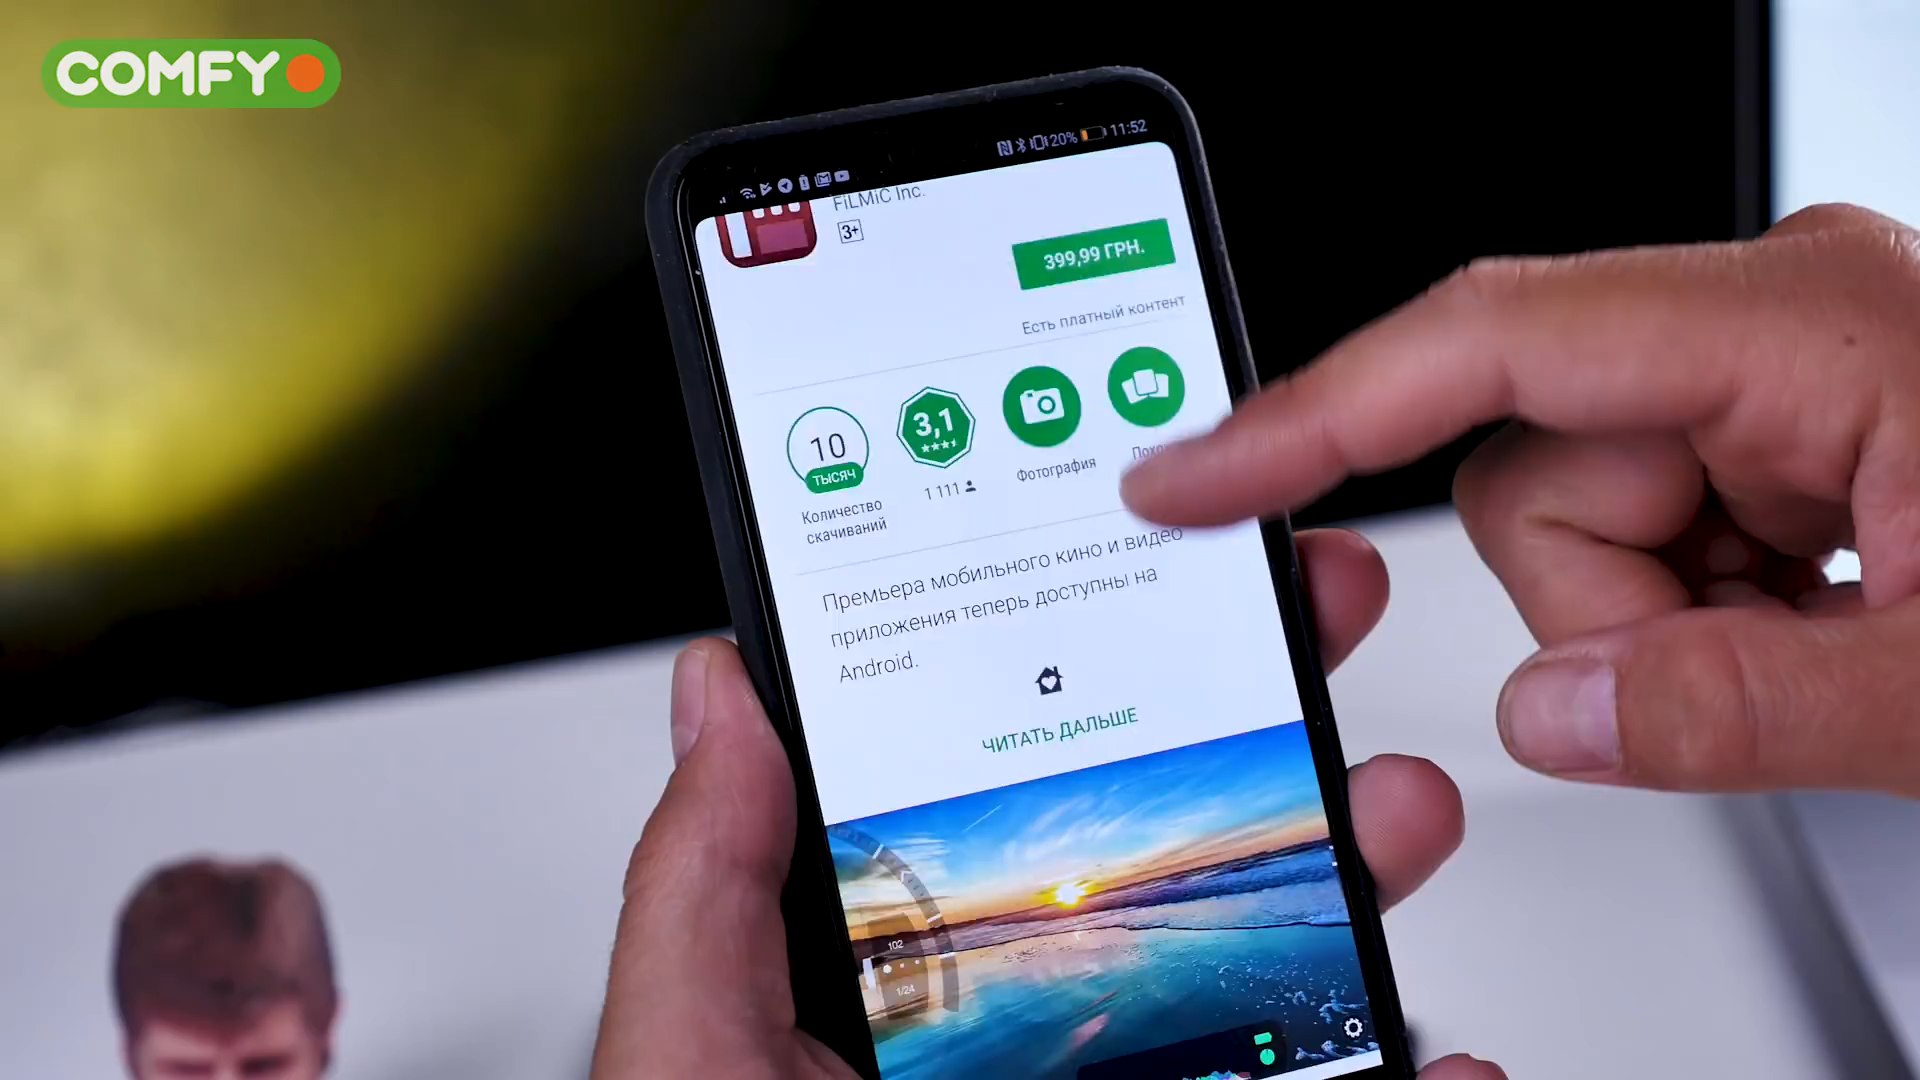 COMFY
20% 11:52
FiLMiC Inc.
3+
399,99 ГРН.
Есть платный контент
10
ТЫСЯЧ
Количество
скачиваний
3,1
1 111
Фотография
Премьера мобильного кино и видео
приложения теперь доступны на
Android.
ЧИТАТЬ ДАЛЬШЕ
102
1/24